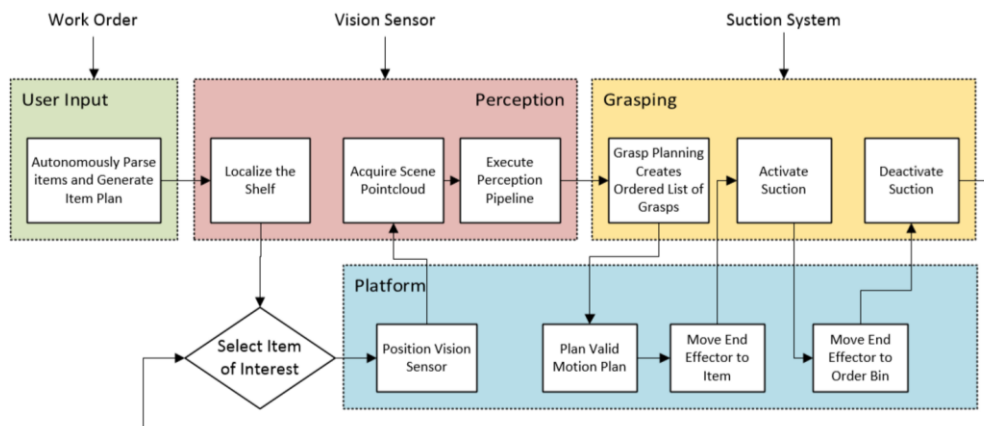 Work Order
Vision Sensor
Suction System
User Input
Perception
Grasping
Autonomously Parse
items and Generate
Item Plan
Localize the
Shelf
Acquire Scene
Pointcloud
Execute
Perception
Pipeline
Grasp Planning
Creates
Ordered List of
Grasps
Activate
Suction
Deactivate
Suction
Platform
Select Item
of Interest
Position Vision
Sensor
Plan Valid
Motion Plan
Move End
Effector to
Item
Move End
Effector to
Order Bin